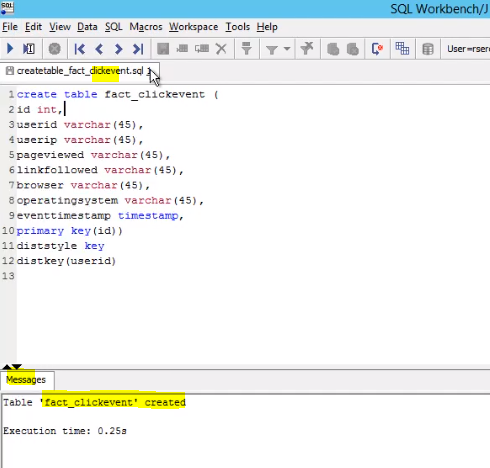 SQL
SQL Workbench/J
File Edit View Data SQL Macros Workspace Tools Help
User=rser
createtable_fact_clickevent.sql
1 create table fact_clickevent (
2 id int,
3 userid varchar(45),
4 userip varchar(45),
5 pageviewed varchar(45),
6 linkfollowed varchar(45),
7 browser varchar(45),
8 operatingsystem varchar(45),
9 eventtimestamp timestamp,
10 primary key(id))
11 diststyle key
12 distkey(userid)
13
Messages
Table 'fact_clickevent' created
Execution time: 0.25s